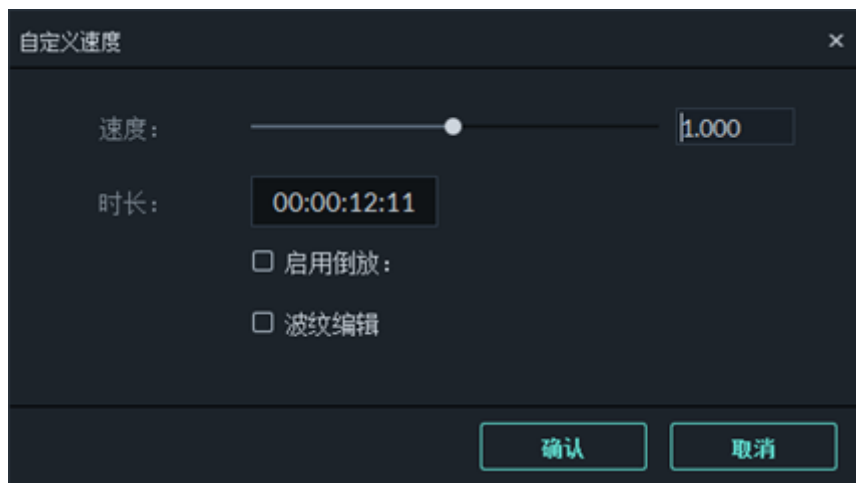 自定义速度
速度： 1.000
时长： 00:00:12:11
启用倒放：
波纹编辑
确认 取消